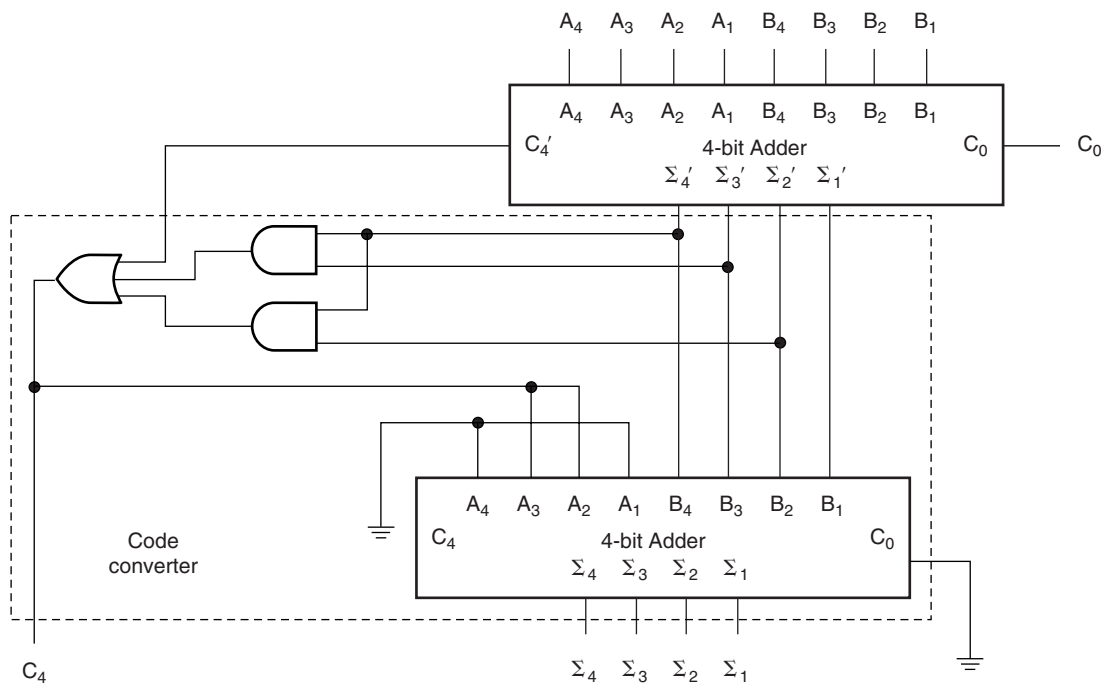 A₄ A₃ A₂ A₁ B₄ B₃ B₂ B₁
A₄ A₃ A₂ A₁ B₄ B₃ B₂ B₁
C₄′ 4-bit Adder C₀ C₀
Σ₄′ Σ₃′ Σ₂′ Σ₁′
A₄ A₃ A₂ A₁ B₄ B₃ B₂ B₁
C₄ 4-bit Adder C₀
Σ₄ Σ₃ Σ₂ Σ₁
Code
converter
C₄ Σ₄ Σ₃ Σ₂ Σ₁